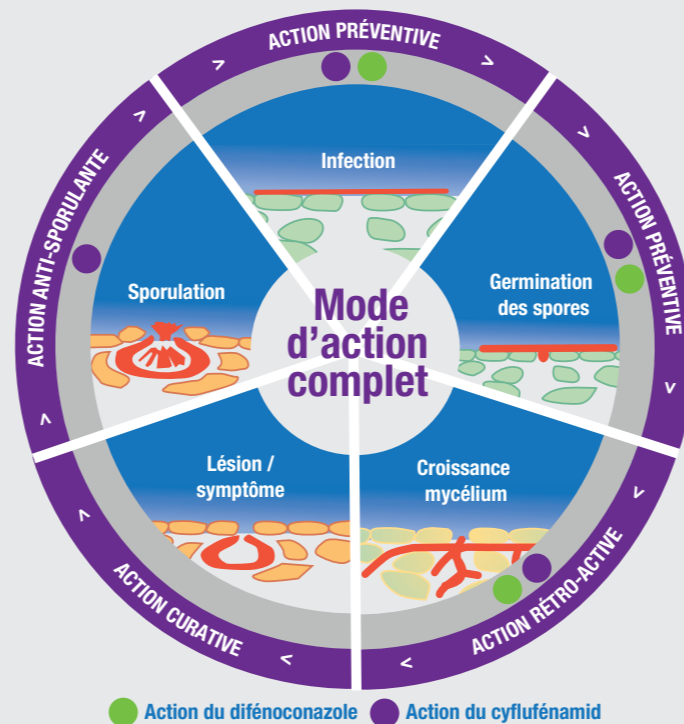 ACTION PRÉVENTIVE
ACTION PRÉVENTIVE
ACTION RÉTRO-ACTIVE
ACTION CURATIVE
ACTION ANTI-SPORULANTE
Infection
Germination
des spores
Croissance
mycélium
Lésion /
symptôme
Sporulation
Mode
d’action
complet
Action du difénoconazole
Action du cyflufénamid